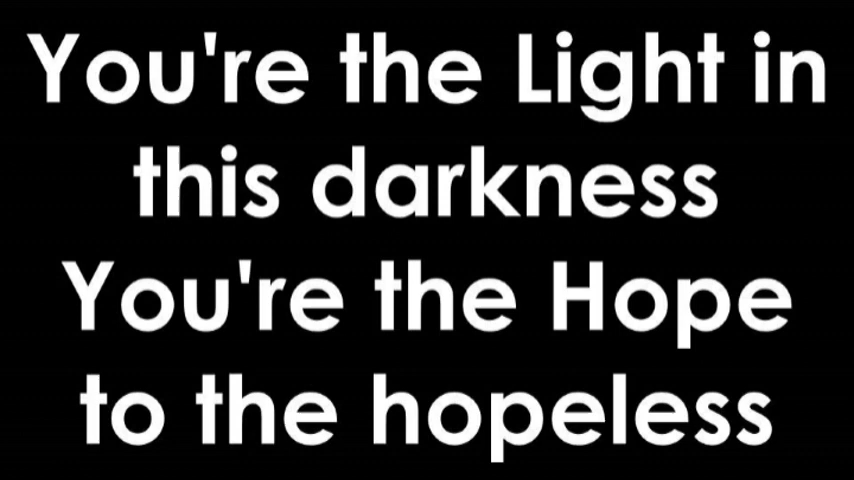 You're the Light in
this darkness
You're the Hope
to the hopeless